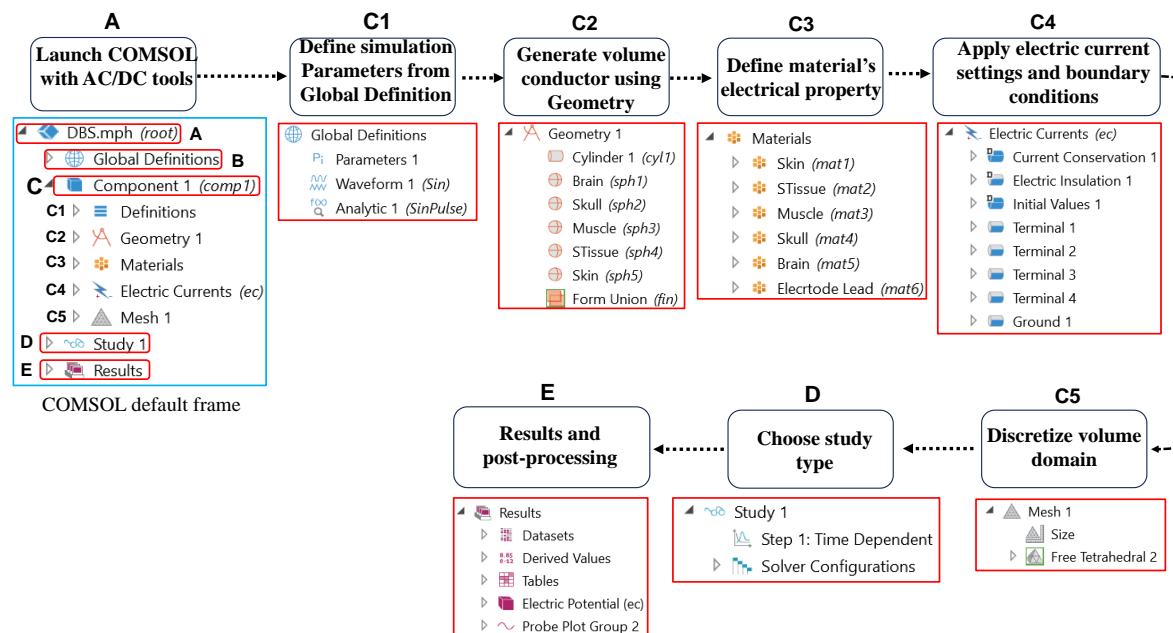 A
Launch COMSOL
with AC/DC tools
DBS.mph (root) A
Global Definitions B
C Component 1 (comp1)
C1 Definitions
C2 Geometry 1
C3 Materials
C4 Electric Currents (ec)
C5 Mesh 1
D Study 1
E Results
COMSOL default frame
C1
Define simulation
Parameters from
Global Definition
Global Definitions
Pi Parameters 1
Waveform 1 (Sin)
f(x) Analytic 1 (SinPulse)
C2
Generate volume
conductor using
Geometry
Geometry 1
Cylinder 1 (cyl1)
Brain (sph1)
Skull (sph2)
Muscle (sph3)
STissue (sph4)
Skin (sph5)
Form Union (fin)
C3
Define material's
electrical property
Materials
Skin (mat1)
STissue (mat2)
Muscle (mat3)
Skull (mat4)
Brain (mat5)
Elecrtode Lead (mat6)
C4
Apply electric current
settings and boundary
conditions
Electric Currents (ec)
D Current Conservation 1
D Electric Insulation 1
D Initial Values 1
Terminal 1
Terminal 2
Terminal 3
Terminal 4
Ground 1
C5
Discretize volume
domain
Mesh 1
Size
Free Tetrahedral 2
D
Choose study
type
Study 1
Step 1: Time Dependent
Solver Configurations
E
Results and
post-processing
Results
Datasets
Derived Values
Tables
Electric Potential (ec)
Probe Plot Group 2